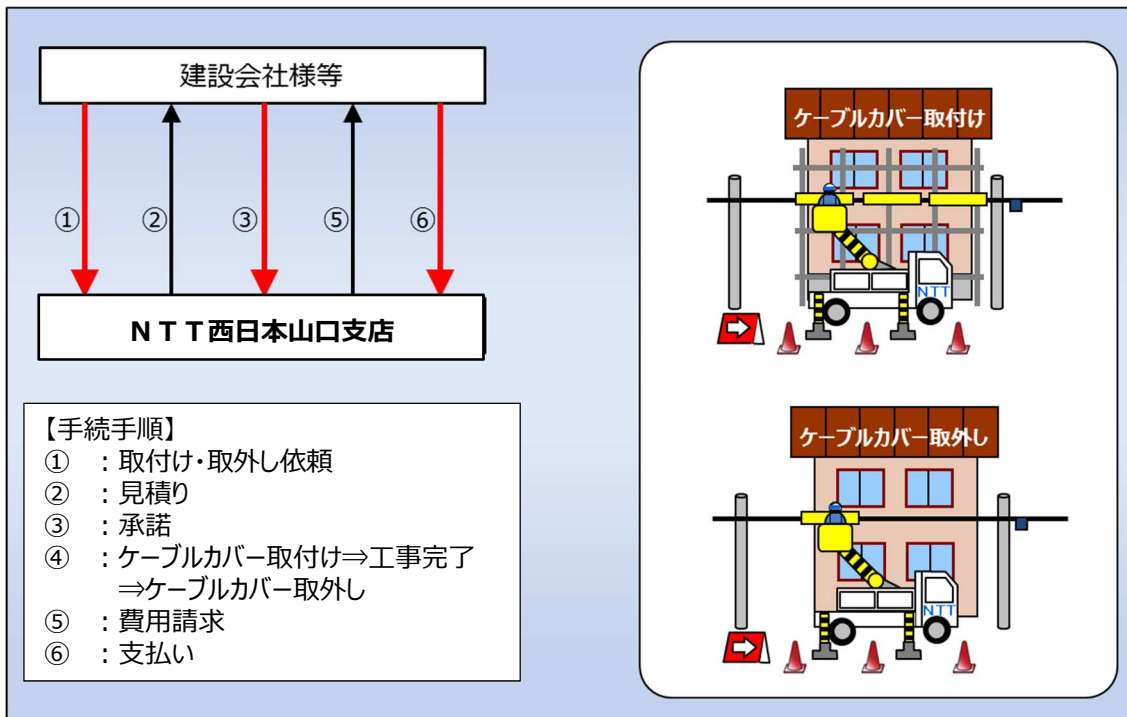 建設会社様等
①
②
③
⑤
⑥
NTT西日本山口支店
【手続手順】
① :取付け・取外し依頼
② :見積り
③ :承諾
④ :ケーブルカバー取付け⇒工事完了
⇒ケーブルカバー取外し
⑤ :費用請求
⑥ :支払い
ケーブルカバー取付け
NTT
ケーブルカバー取外し
NTT